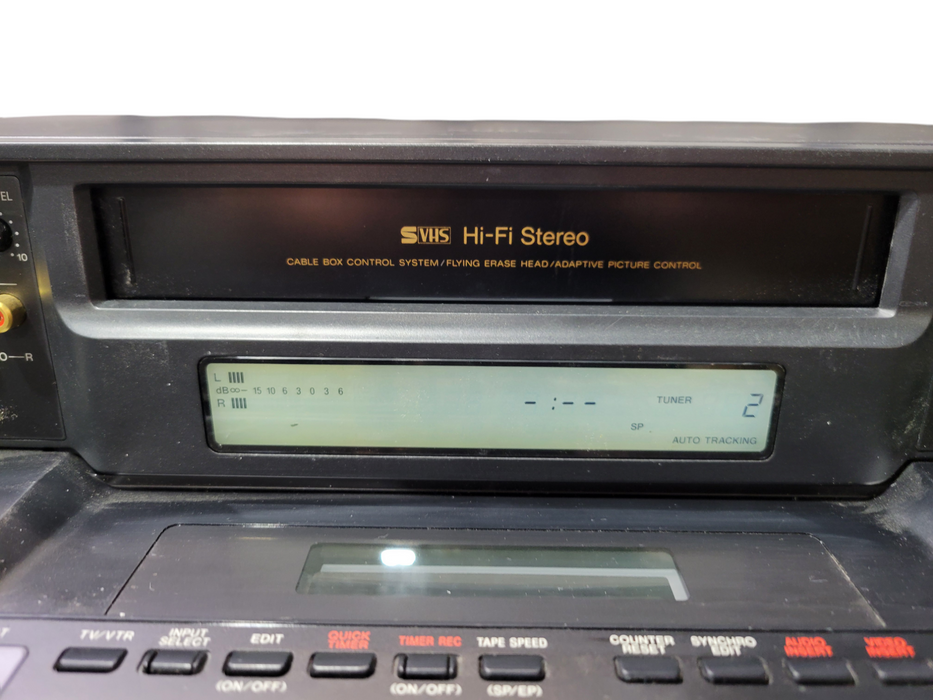 EL
10
O—R
SVHS Hi-Fi Stereo
CABLE BOX CONTROL SYSTEM/FLYING ERASE HEAD/ADAPTIVE PICTURE CONTROL
L
dB∞− 15 10 6 3 0 3 6
R
-:--
TUNER 2
SP
AUTO TRACKING
T
TV/VTR
INPUT SELECT
EDIT
(ON/OFF)
QUICK TIMER
TIMER REC
(ON/OFF)
TAPE SPEED
(SP/EP)
COUNTER RESET
SYNCHRO EDIT
AUDIO INSERT
VIDEO INSERT